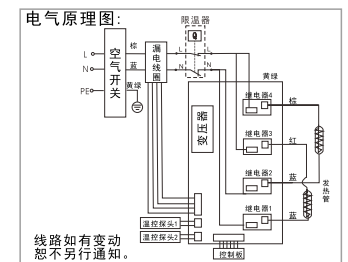 电气原理图:
限温器
L
N
PE
空气开关
棕
蓝
黄绿
漏电线圈
L
N
L
N
黄绿
变压器
继电器4
棕
继电器3
红
继电器2
蓝
继电器1
蓝
发热管
温控探头1
温控探头2
控制板
线路如有变动
恕不另行通知。